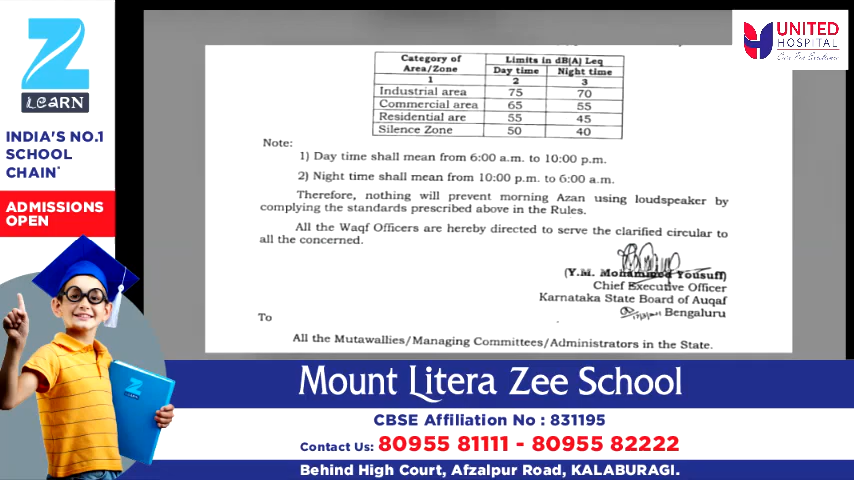 Z
LEARN
INDIA'S NO.1
SCHOOL
CHAIN*
ADMISSIONS
OPEN
UNITED
HOSPITAL
Category of Area/Zone | Limits in dB(A) Leq
Day time | Night time
1 | 2 | 3
Industrial area | 75 | 70
Commercial area | 65 | 55
Residential are | 55 | 45
Silence Zone | 50 | 40
Note:
1) Day time shall mean from 6:00 a.m. to 10:00 p.m.
2) Night time shall mean from 10:00 p.m. to 6:00 a.m.
Therefore, nothing will prevent morning Azan using loudspeaker by
complying the standards prescribed above in the Rules.
All the Waqf Officers are hereby directed to serve the clarified circular to
all the concerned.
(Y.M. Mohammed Yousuff)
Chief Executive Officer
Karnataka State Board of Auqaf
Bengaluru
To
All the Mutawallies/Managing Committees/Administrators in the State.
Z
LEARN
Mount Litera Zee School
CBSE Affiliation No : 831195
Contact Us: 80955 81111 - 80955 82222
Behind High Court, Afzalpur Road, KALABURAGI.